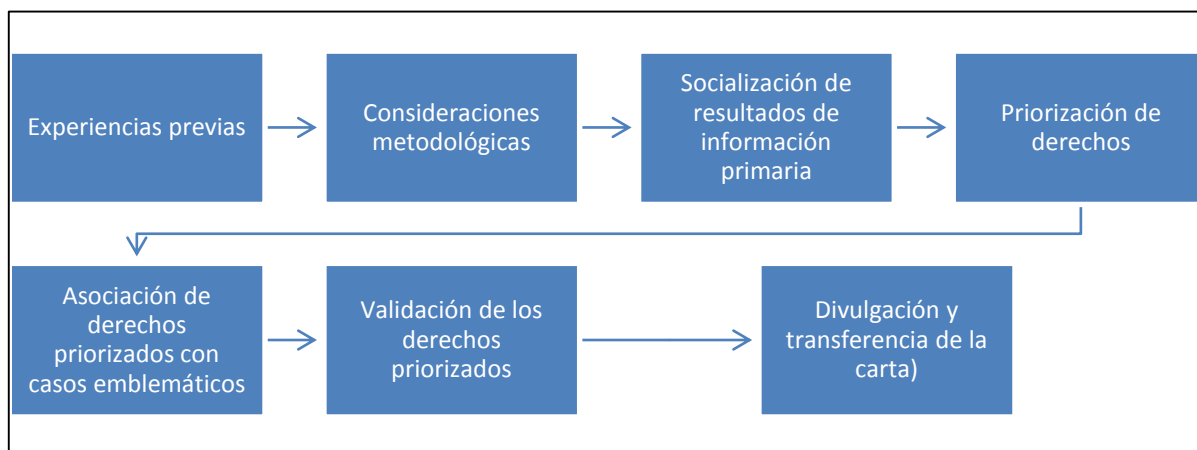 Experiencias previas
Consideraciones
metodológicas
Socialización de
resultados de
información
primaria
Priorización de
derechos
Asociación de
derechos
priorizados con
casos emblemáticos
Validación de los
derechos
priorizados
Divulgación y
transferencia de la
carta)